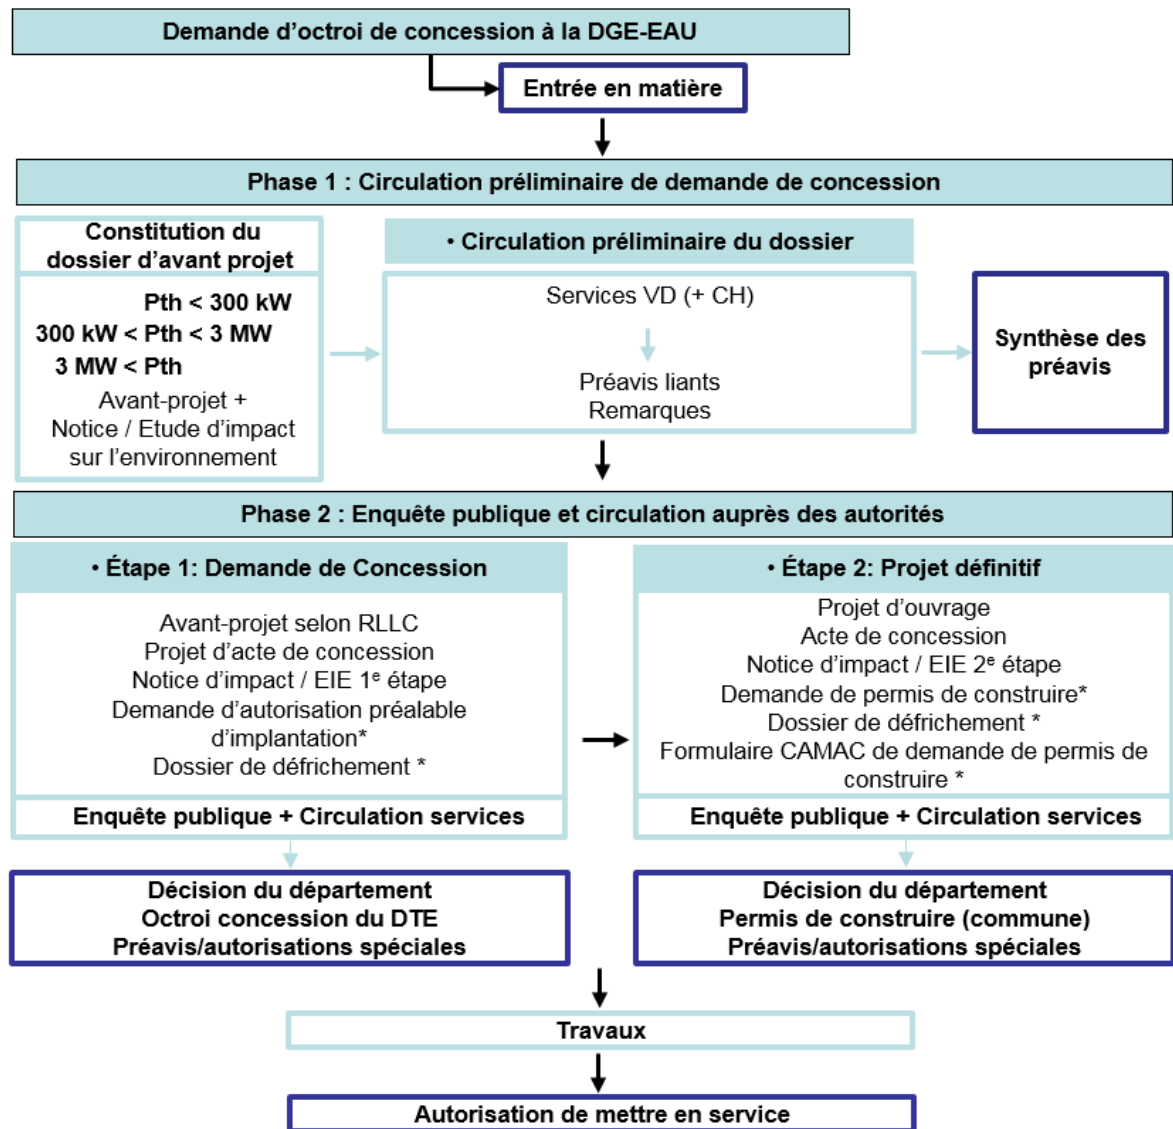 Demande d'octroi de concession à la DGE-EAU
Entrée en matière
Phase 1 : Circulation préliminaire de demande de concession
Constitution du
dossier d'avant projet
Pth < 300 kW
300 kW < Pth < 3 MW
3 MW < Pth
Avant-projet +
Notice / Etude d'impact
sur l'environnement
• Circulation préliminaire du dossier
Services VD (+ CH)
Préavis liants
Remarques
Synthèse des
préavis
Phase 2 : Enquête publique et circulation auprès des autorités
• Étape 1: Demande de Concession
Avant-projet selon RLLC
Projet d'acte de concession
Notice d'impact / EIE 1e étape
Demande d'autorisation préalable
d'implantation*
Dossier de défrichement *
Enquête publique + Circulation services
Décision du département
Octroi concession du DTE
Préavis/autorisations spéciales
• Étape 2: Projet définitif
Projet d'ouvrage
Acte de concession
Notice d'impact / EIE 2e étape
Demande de permis de construire*
Dossier de défrichement *
Formulaire CAMAC de demande de permis de
construire *
Enquête publique + Circulation services
Décision du département
Permis de construire (commune)
Préavis/autorisations spéciales
Travaux
Autorisation de mettre en service